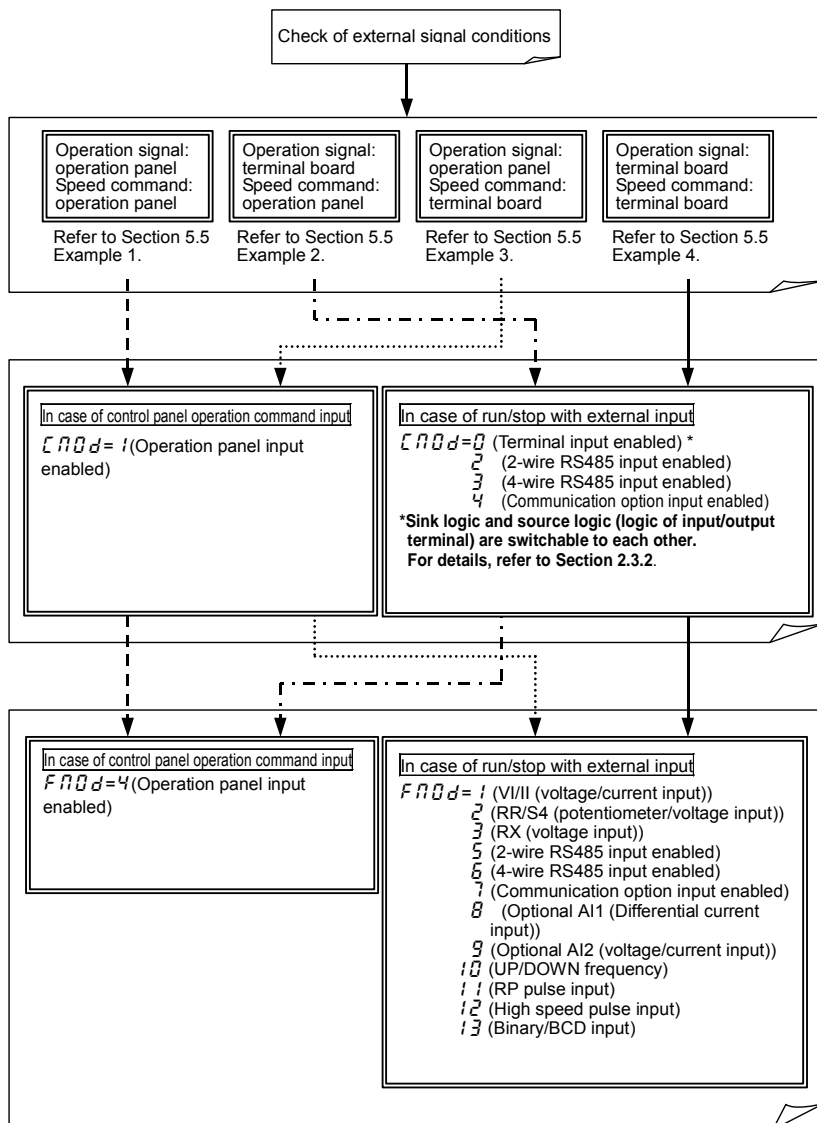 Check of external signal conditions
Operation signal:
operation panel
Speed command:
operation panel
Operation signal:
terminal board
Speed command:
operation panel
Operation signal:
operation panel
Speed command:
terminal board
Operation signal:
terminal board
Speed command:
terminal board
Refer to Section 5.5
Example 1.
Refer to Section 5.5
Example 2.
Refer to Section 5.5
Example 3.
Refer to Section 5.5
Example 4.
In case of control panel operation command input
CMOd=1(Operation panel input
enabled)
In case of run/stop with external input
CMOd=0 (Terminal input enabled) *
2 (2-wire RS485 input enabled)
3 (4-wire RS485 input enabled)
4 (Communication option input enabled)
*Sink logic and source logic (logic of input/output
terminal) are switchable to each other.
For details, refer to Section 2.3.2.
In case of control panel operation command input
FMOd=4(Operation panel input
enabled)
In case of run/stop with external input
FMOd=1 (VI/II (voltage/current input))
2 (RR/S4 (potentiometer/voltage input))
3 (RX (voltage input))
5 (2-wire RS485 input enabled)
6 (4-wire RS485 input enabled)
7 (Communication option input enabled)
8 (Optional AI1 (Differential current
input))
9 (Optional AI2 (voltage/current input))
10 (UP/DOWN frequency)
11 (RP pulse input)
12 (High speed pulse input)
13 (Binary/BCD input)